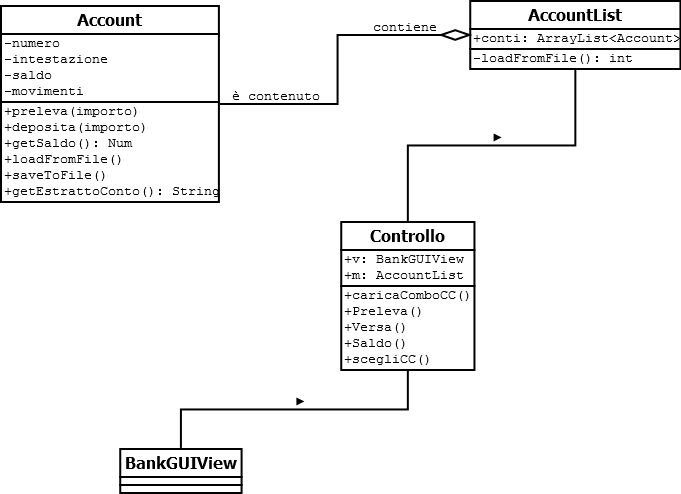 Account
-numero
-intestazione
-saldo
-movimenti
+preleva(importo)
+deposita(importo)
+getSaldo(): Num
+loadFromFile()
+saveToFile()
+getEstrattoConto(): String
contiene
è contenuto
AccountList
+conti: ArrayList<Account>
-loadFromFile(): int
Controllo
+v: BankGUIView
+m: AccountList
+caricaComboCC()
+Preleva()
+Versa()
+Saldo()
+scegliCC()
BankGUIView